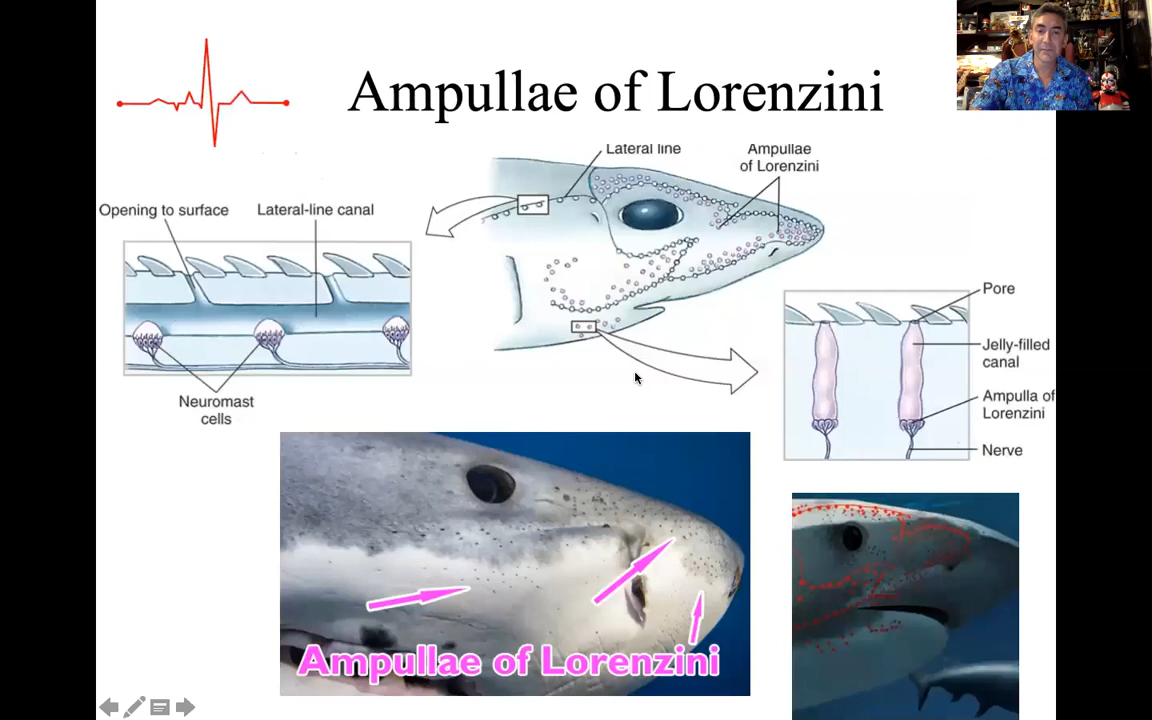 Ampullae of Lorenzini
Lateral line
Ampullae
of Lorenzini
Opening to surface
Lateral-line canal
Neuromast
cells
Pore
Jelly-filled
canal
Ampulla of
Lorenzini
Nerve
Ampullae of Lorenzini